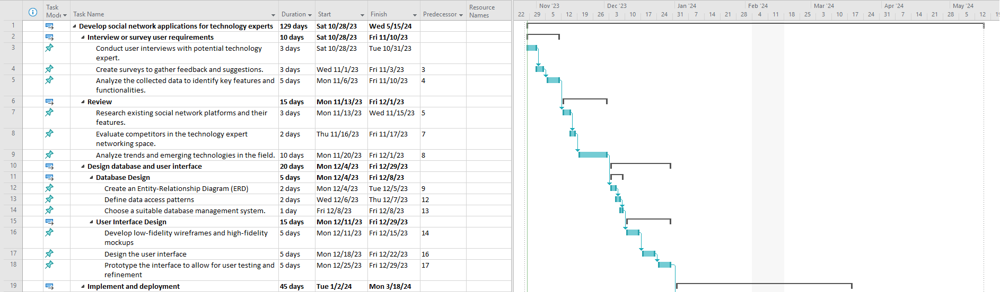 Task Mode Task Name Duration Start Finish Predecessor Resource Names
Nov '23 Dec '23 Jan '24 Feb '24 Mar '24 Apr '24 May '24
22 29 5 12 19 26 3 10 17 24 31 7 14 21 28 4 11 18 25 3 10 17 24 31 7 14 21 28 5 12 19
1 Develop social network applications for technology experts 129 days Sat 10/28/23 Wed 5/15/24
2 Interview or survey user requirements 10 days Sat 10/28/23 Fri 11/10/23
3 Conduct user interviews with potential technology 3 days Sat 10/28/23 Tue 10/31/23
expert.
4 Create surveys to gather feedback and suggestions. 3 days Wed 11/1/23 Fri 11/3/23 3
5 Analyze the collected data to identify key features and 5 days Mon 11/6/23 Fri 11/10/23 4
functionalities.
6 Review 15 days Mon 11/13/23 Fri 12/1/23
7 Research existing social network platforms and their 3 days Mon 11/13/23 Wed 11/15/23 5
features.
8 Evaluate competitors in the technology expert 2 days Thu 11/16/23 Fri 11/17/23 7
networking space.
9 Analyze trends and emerging technologies in the field. 10 days Mon 11/20/23 Fri 12/1/23 8
10 Design database and user interface 20 days Mon 12/4/23 Fri 12/29/23
11 Database Design 5 days Mon 12/4/23 Fri 12/8/23
12 Create an Entity-Relationship Diagram (ERD) 2 days Mon 12/4/23 Tue 12/5/23 9
13 Define data access patterns 2 days Wed 12/6/23 Thu 12/7/23 12
14 Choose a suitable database management system. 1 day Fri 12/8/23 Fri 12/8/23 13
15 User Interface Design 15 days Mon 12/11/23 Fri 12/29/23
16 Develop low-fidelity wireframes and high-fidelity 5 days Mon 12/11/23 Fri 12/15/23 14
mockups
17 Design the user interface 5 days Mon 12/18/23 Fri 12/22/23 16
18 Prototype the interface to allow for user testing and 5 days Mon 12/25/23 Fri 12/29/23 17
refinement
19 Implement and deployment 45 days Tue 1/2/24 Mon 3/18/24